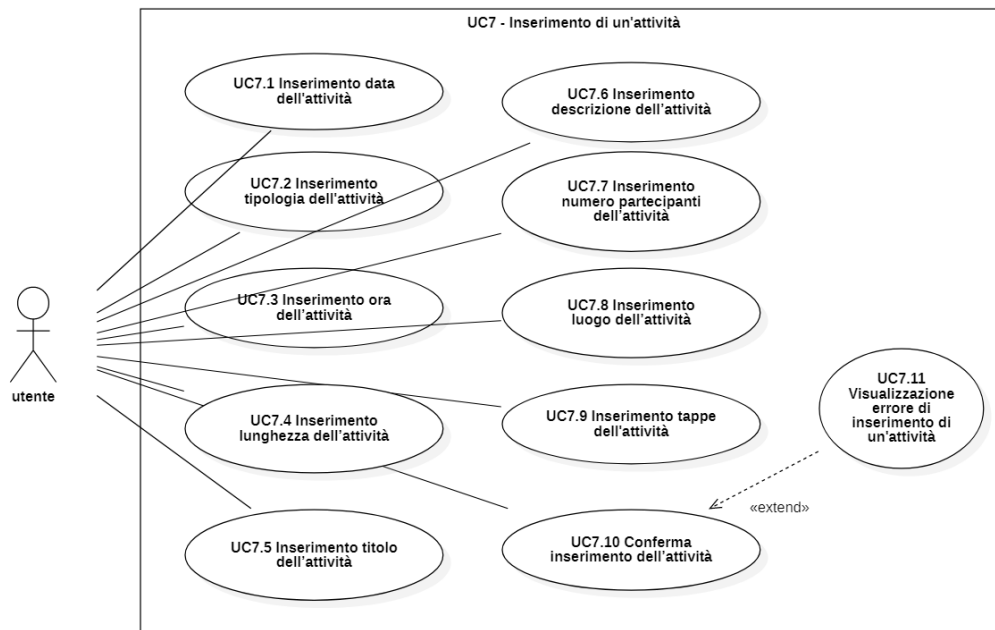 UC7 - Inserimento di un'attività
UC7.1 Inserimento data
dell'attività
UC7.6 Inserimento
descrizione dell'attività
UC7.2 Inserimento
tipologia dell'attività
UC7.7 Inserimento
numero partecipanti
dell'attività
UC7.3 Inserimento ora
dell'attività
UC7.8 Inserimento
luogo dell'attività
utente
UC7.11
Visualizzazione
errore di
inserimento di
un'attività
UC7.4 Inserimento
lunghezza dell'attività
UC7.9 Inserimento tappe
dell'attività
«extend»
UC7.5 Inserimento titolo
dell'attività
UC7.10 Conferma
inserimento dell'attività